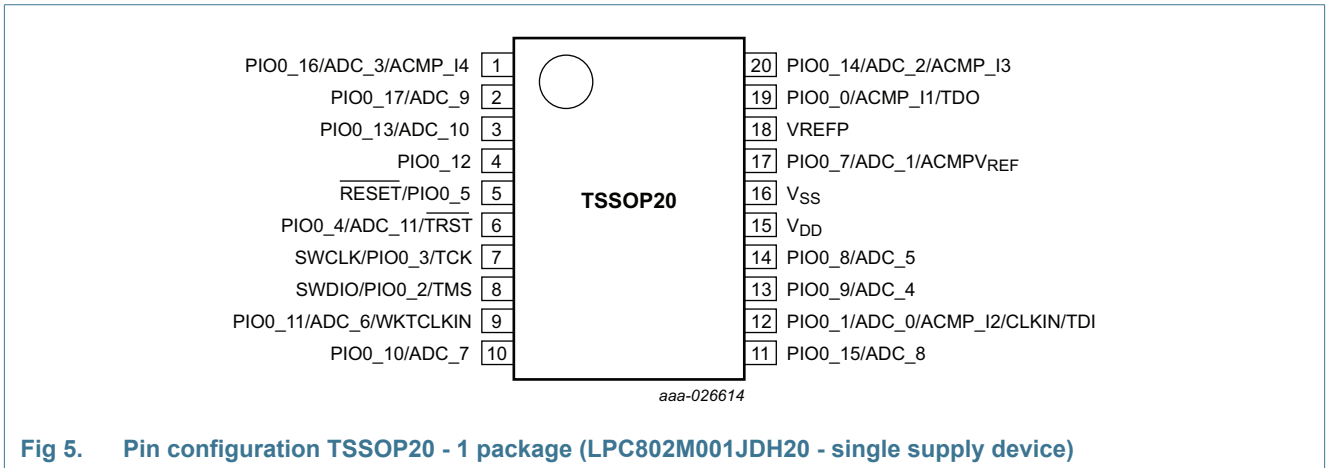 PIO0_16/ADC_3/ACMP_I4 1
PIO0_17/ADC_9 2
PIO0_13/ADC_10 3
PIO0_12 4
RESET/PIO0_5 5
PIO0_4/ADC_11/TRST 6
SWCLK/PIO0_3/TCK 7
SWDIO/PIO0_2/TMS 8
PIO0_11/ADC_6/WKTCLKIN 9
PIO0_10/ADC_7 10
TSSOP20
20 PIO0_14/ADC_2/ACMP_I3
19 PIO0_0/ACMP_I1/TDO
18 VREFP
17 PIO0_7/ADC_1/ACMPVREF
16 VSS
15 VDD
14 PIO0_8/ADC_5
13 PIO0_9/ADC_4
12 PIO0_1/ADC_0/ACMP_I2/CLKIN/TDI
11 PIO0_15/ADC_8
aaa-026614
Fig 5. Pin configuration TSSOP20 - 1 package (LPC802M001JDH20 - single supply device)